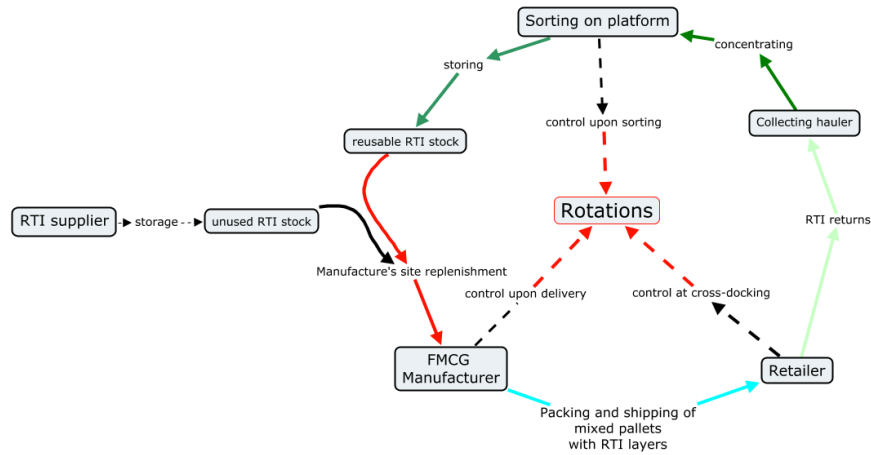 Sorting on platform
concentrating
storing
control upon sorting
Collecting hauler
reusable RTI stock
Rotations
RTI supplier
storage
unused RTI stock
RTI returns
Manufacture's site replenishment
control upon delivery
control at cross-docking
FMCG
Manufacturer
Retailer
Packing and shipping of
mixed pallets
with RTI layers